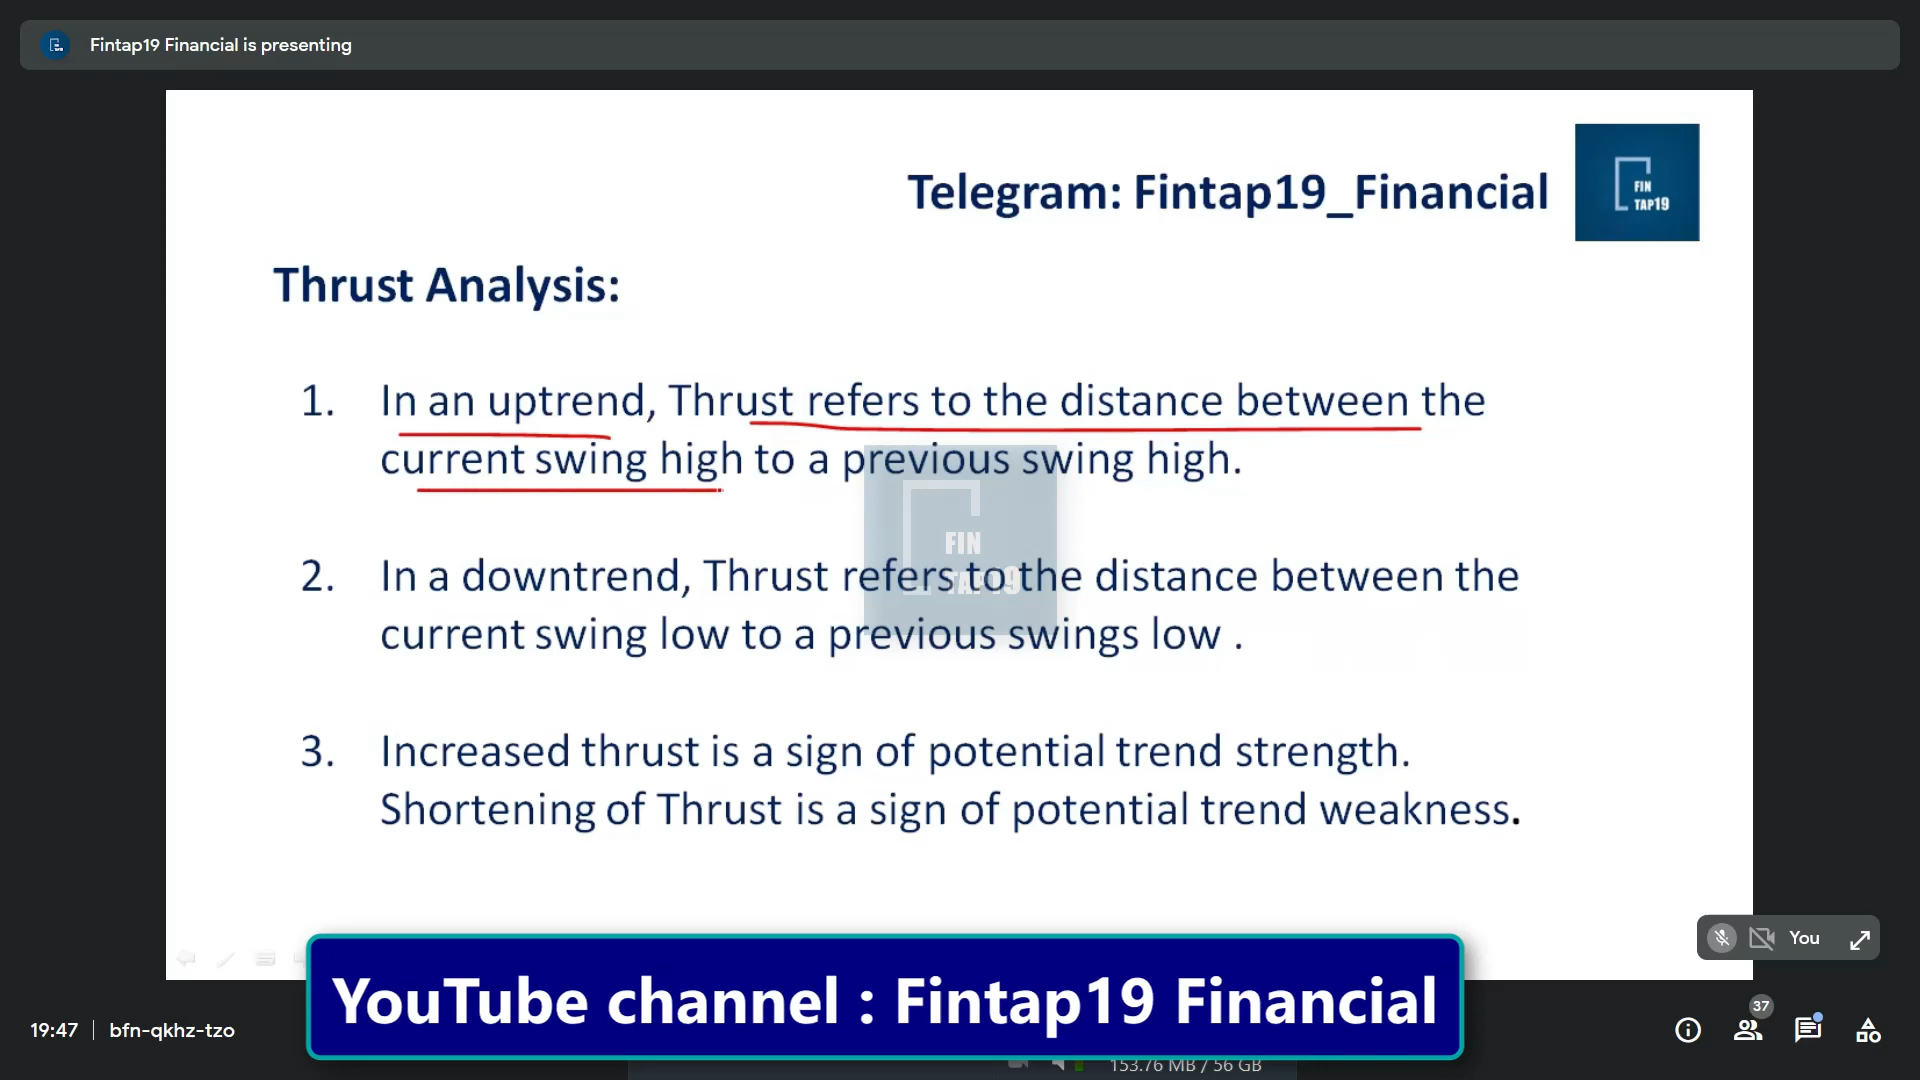 Fintap19 Financial is presenting
Telegram: Fintap19_Financial
FIN
TAP19
Thrust Analysis:
1. In an uptrend, Thrust refers to the distance between the
current swing high to a previous swing high.
FIN
TAP19
2. In a downtrend, Thrust refers to the distance between the
current swing low to a previous swings low .
3. Increased thrust is a sign of potential trend strength.
Shortening of Thrust is a sign of potential trend weakness.
You
YouTube channel : Fintap19 Financial
37
19:47 | bfn-qkhz-tzo
153.76 MB / 56 GB